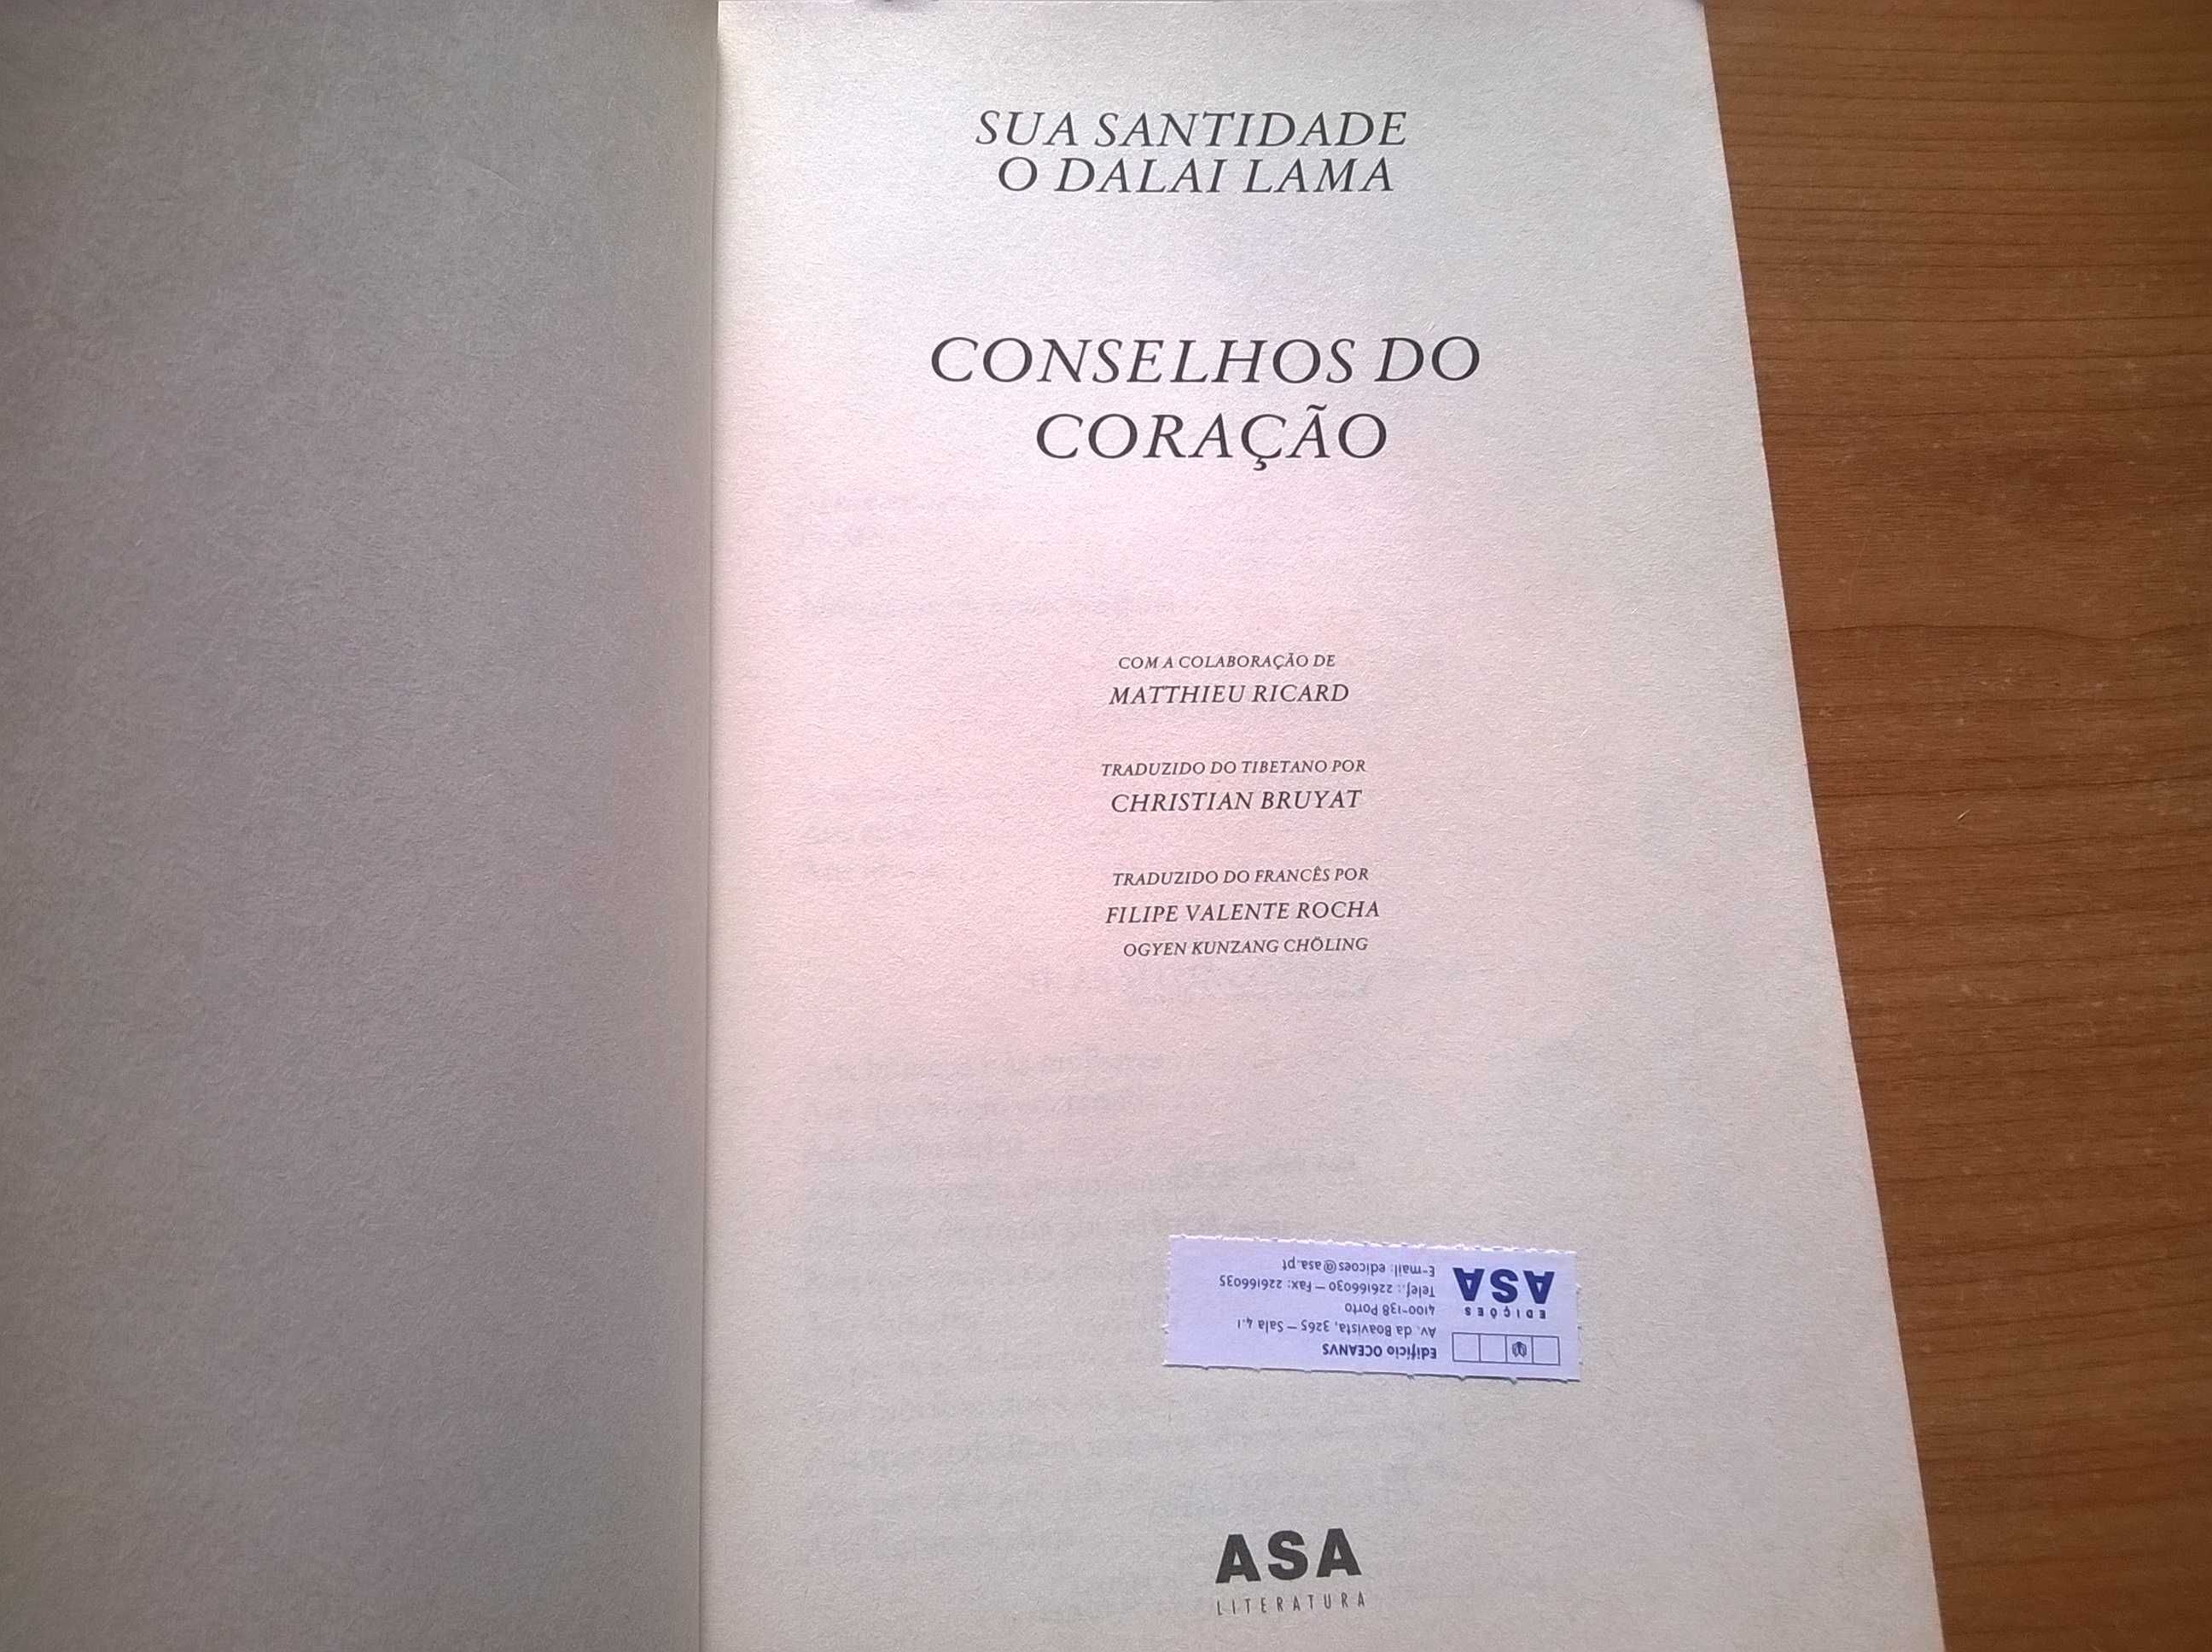 SUA SANTIDADE
O DALAI LAMA
CONSELHOS DO
CORAÇÃO
COM A COLABORAÇÃO DE
MATTHIEU RICARD
TRADUZIDO DO TIBETANO POR
CHRISTIAN BRUYAT
TRADUZIDO DO FRANCÊS POR
FILIPE VALENTE ROCHA
OGYEN KUNZANG CHÖLING
Edifício OCEANVS
Av. da Boavista, 3265 – Sala 4.1
4100-138 Porto
Telef.: 226166030 – Fax: 226166035
E-mail: edicoes@asa.pt
EDIÇÕES
ASA
ASA
LITERATURA